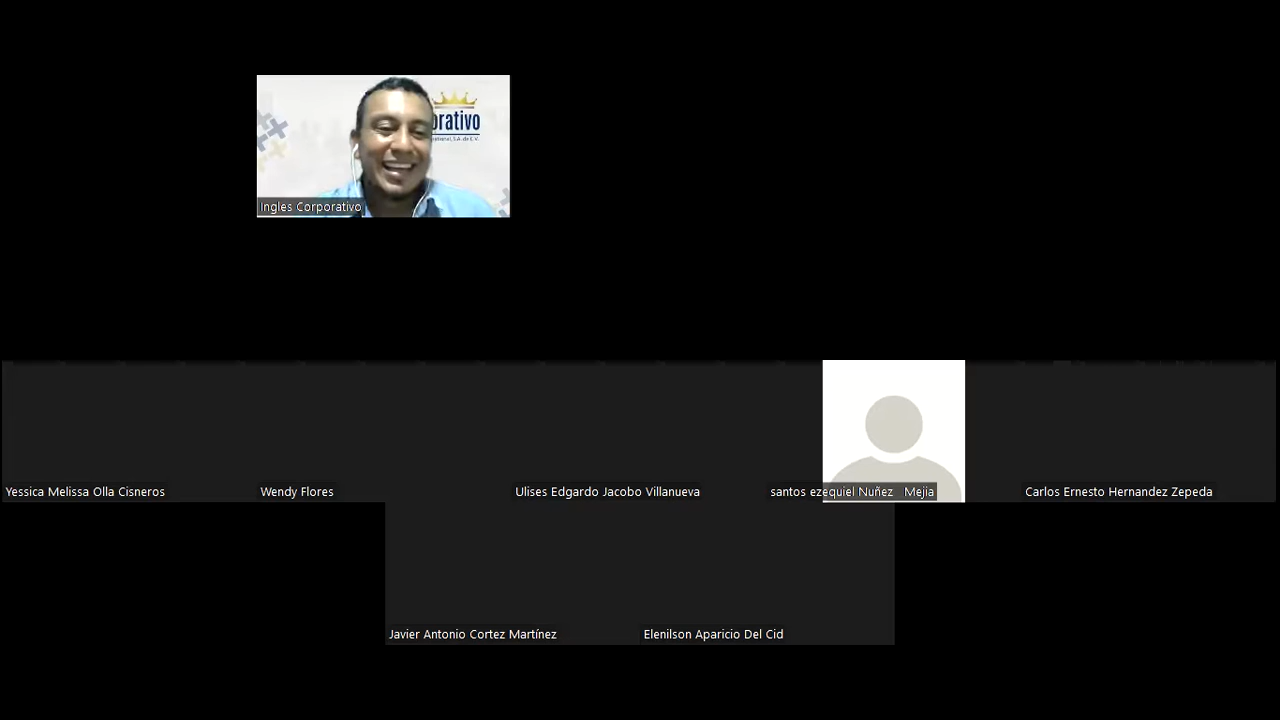 orativo
Ingles Corporativo
Yessica Melissa Olla Cisneros
Wendy Flores
Ulises Edgardo Jacobo Villanueva
santos ezequiel Nuñez Mejia
Carlos Ernesto Hernandez Zepeda
Javier Antonio Cortez Martínez
Elenilson Aparicio Del Cid